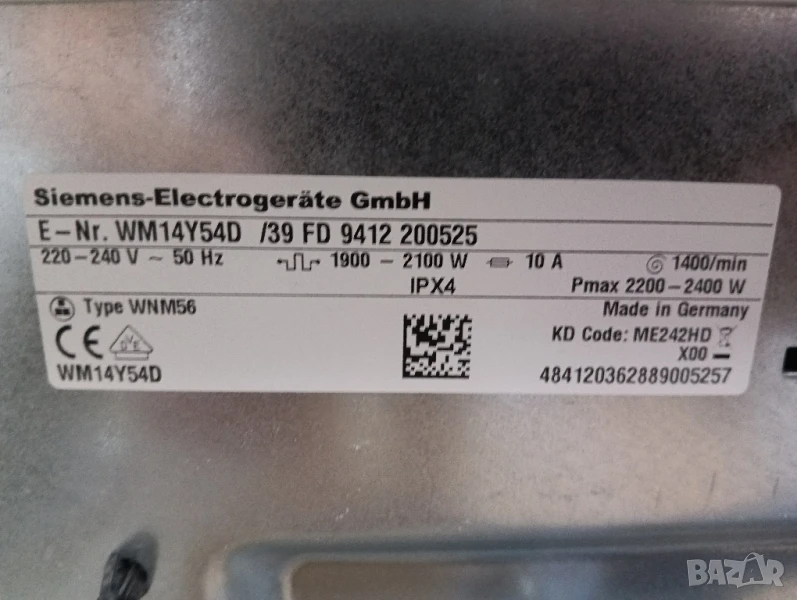 Siemens-Electrogeräte GmbH
E-Nr. WM14Y54D /39 FD 9412 200525
220-240 V ~ 50 Hz 1900 - 2100 W 10 A 1400/min
IPX4 Pmax 2200-2400 W
Type WNM56 Made in Germany
KD Code: ME242HD
X00
WM14Y54D 484120362889005257
BAZAR